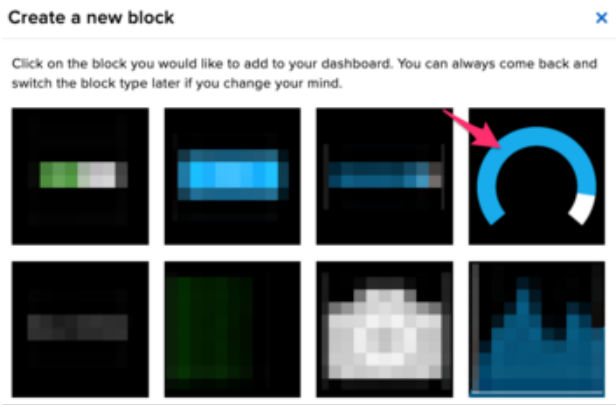 Create a new block
×
Click on the block you would like to add to your dashboard. You can always come back and
switch the block type later if you change your mind.